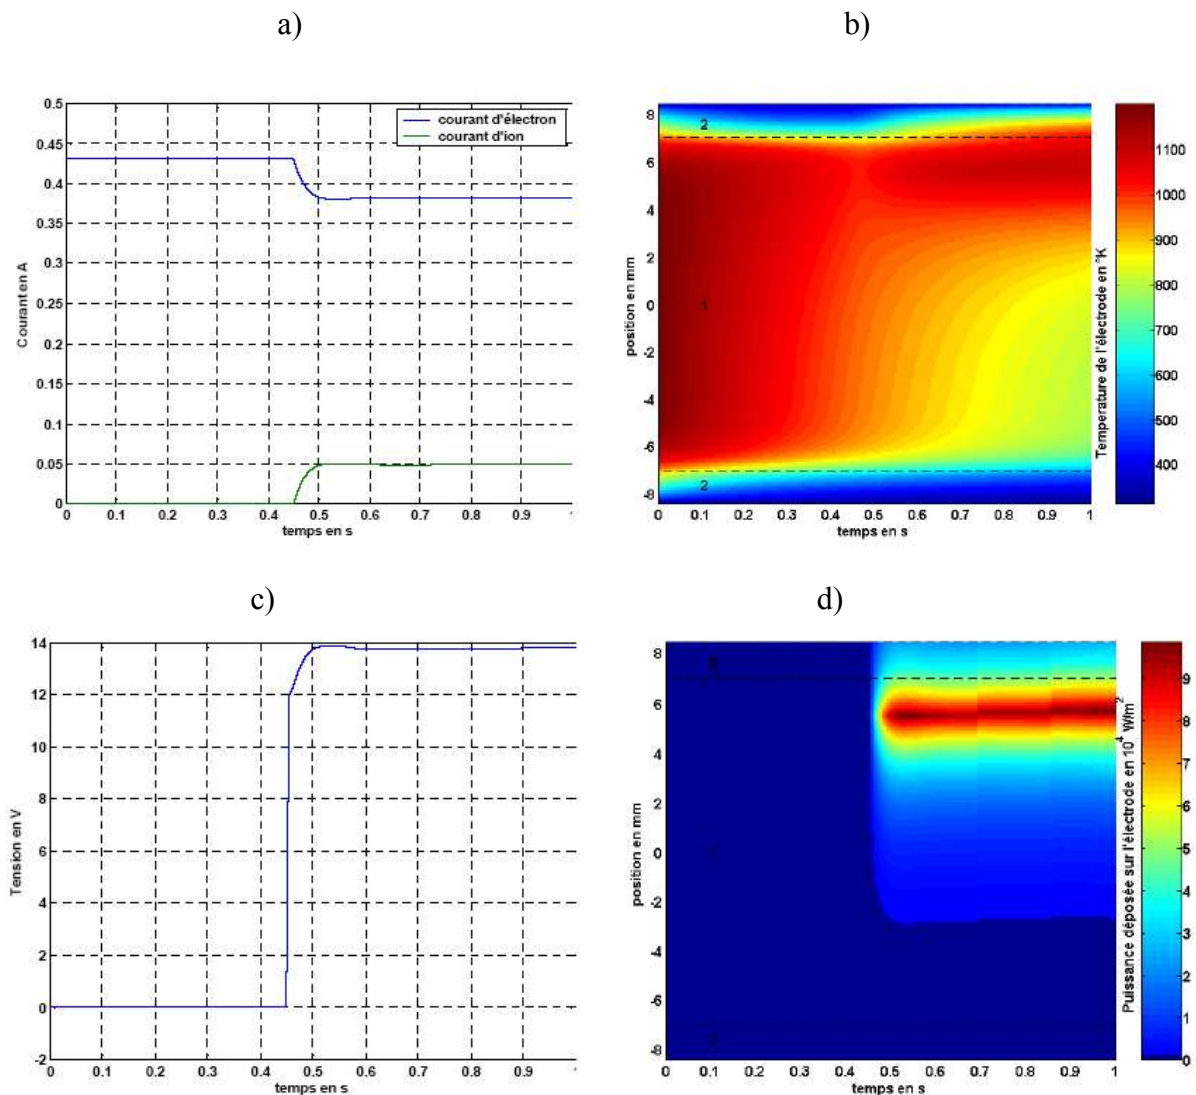 a)
b)
0.5
0.45
0.4
0.35
0.3
0.25
0.2
0.15
0.1
0.05
0
courant d'électron
courant d'ion
Courant en A
0 0.1 0.2 0.3 0.4 0.5 0.6 0.7 0.8 0.9
temps en s
8
6
4
2
0
-2
-4
-6
-8
position en mm
2
1
2
0 0.1 0.2 0.3 0.4 0.5 0.6 0.7 0.8 0.9 1
temps en s
Temperature de l'électrode en °K
1100
1000
900
800
700
600
500
400
c)
d)
14
12
10
8
6
4
2
0
-2
Tension en V
0 0.1 0.2 0.3 0.4 0.5 0.6 0.7 0.8 0.9
temps en s
8
6
4
2
0
-2
-4
-6
-8
position en mm
0 0.1 0.2 0.3 0.4 0.5 0.6 0.7 0.8 0.9 1
temps en s
Puissance déposée sur l'électrode en 10^4 W/m^2
9
8
7
6
5
4
3
2
1
0